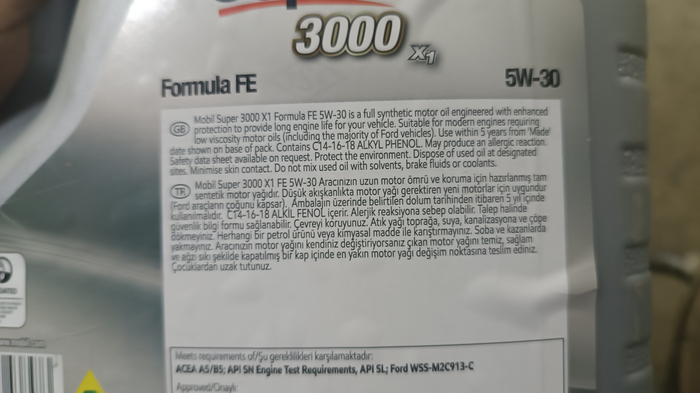 3000 X1
Formula FE 5W-30
GB Mobil Super 3000 X1 Formula FE 5W-30 is a full synthetic motor oil engineered with enhanced
protection to provide long engine life for your vehicle. Suitable for modern engines requiring
low viscosity motor oils (including the majority of Ford vehicles). Use within 5 years from 'Made'
date shown on base of pack. Contains C14-16-18 ALKYL PHENOL. May produce an allergic reaction.
Safety data sheet available on request. Protect the environment. Dispose of used oil at designated
sites. Minimise skin contact. Do not mix used oil with solvents, brake fluids or coolants.
TR Mobil Super 3000 X1 FE 5W-30 Aracınızın uzun motor ömrü ve koruma için hazırlanmış tam
sentetik motor yağıdır. Düşük akışkanlıkta motor yağı gerektiren yeni motorlar için uygundur
(Ford araçların çoğunu kapsar). Ambalajın üzerinde belirtilen dolum tarihinden itibaren 5 yıl içinde
kullanılmalıdır. C14-16-18 ALKİL FENOL içerir. Alerjik reaksiyona sebep olabilir. Talep halinde
güvenlik bilgi formu sağlanabilir. Çevreyi koruyunuz. Atık yağı toprağa, suya, kanalizasyona ve çöpe
dökmeyiniz. Herhangi bir petrol ürünü veya kimyasal madde ile karıştırmayınız. Soba ve kazanlarda
yakmayınız. Aracınızın motor yağını kendiniz değiştiriyorsanız çıkan motor yağını temiz, sağlam
ve ağzı sıkı şekilde kapatılmış bir kap içinde en yakın motor yağı değişim noktasına teslim ediniz.
Çocuklardan uzak tutunuz.
Meets requirements of/Şu gereklilikleri karşılamaktadır:
ACEA A5/B5; API SN Engine Test Requirements, API SL; Ford WSS-M2C913-C
Approved/Onaylı: